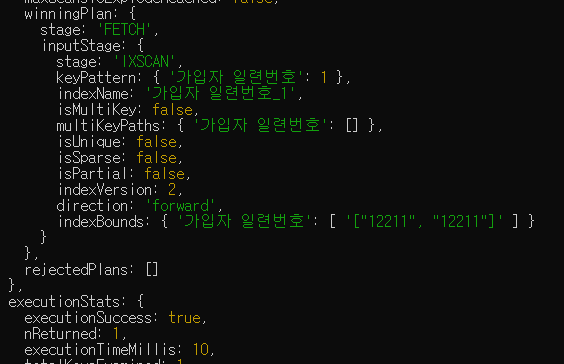 maxScansToExplodeReached: false,
winningPlan: {
stage: 'FETCH',
inputStage: {
stage: 'IXSCAN',
keyPattern: { '가입자 일련번호': 1 },
indexName: '가입자 일련번호_1',
isMultiKey: false,
multiKeyPaths: { '가입자 일련번호': [] },
isUnique: false,
isSparse: false,
isPartial: false,
indexVersion: 2,
direction: 'forward',
indexBounds: { '가입자 일련번호': [ '["12211", "12211"]' ] }
}
},
rejectedPlans: []
},
executionStats: {
executionSuccess: true,
nReturned: 1,
executionTimeMillis: 10,
totalKeysExamined: 1